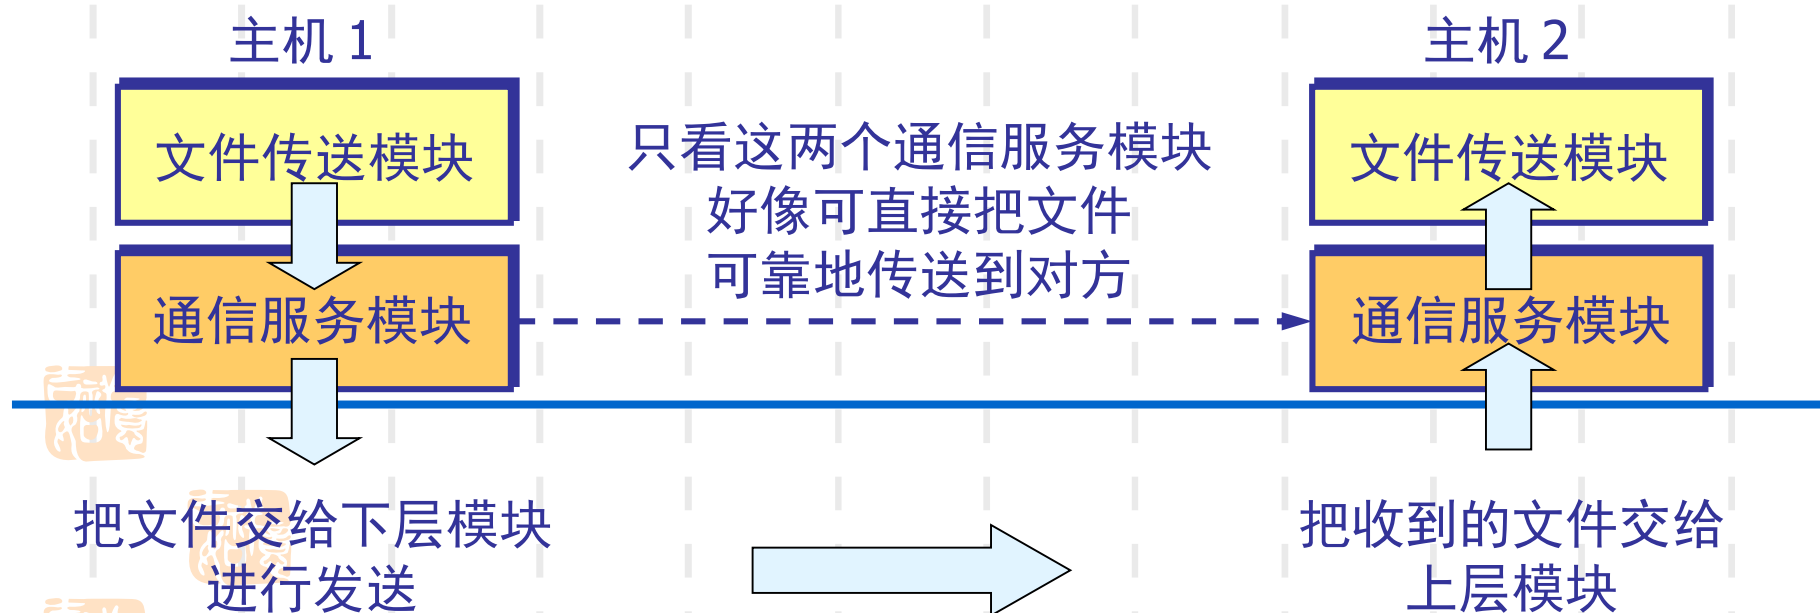 主机 1
主机 2
文件传送模块
文件传送模块
只看这两个通信服务模块
好像可直接把文件
可靠地传送到对方
通信服务模块
通信服务模块
把文件交给下层模块
进行发送
把收到的文件交给
上层模块